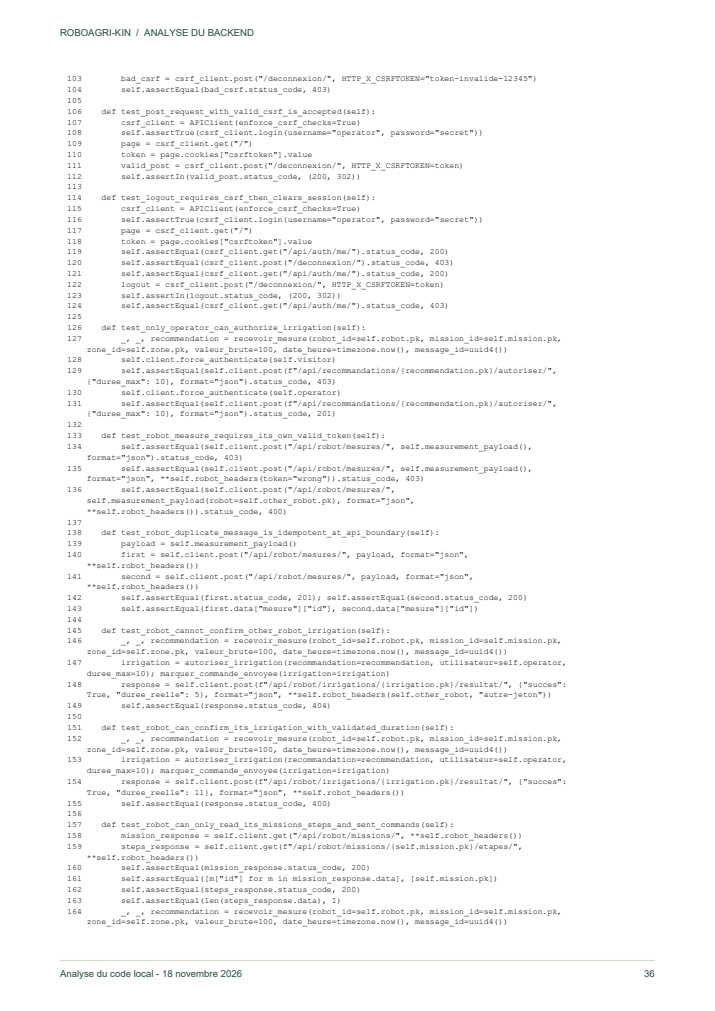 ROBOAGRI-KIN / ANALYSE DU BACKEND
103 bad_csrf = csrf_client.post("/deconnexion/", HTTP_X_CSRFTOKEN="token-invalide-12345")
104 self.assertEqual(bad_csrf.status_code, 403)
105
106 def test_post_request_with_valid_csrf_is_accepted(self):
107 csrf_client = APIClient(enforce_csrf_checks=True)
108 self.assertTrue(csrf_client.login(username="operator", password="secret"))
109 page = csrf_client.get("/")
110 token = page.cookies["csrftoken"].value
111 valid_post = csrf_client.post("/deconnexion/", HTTP_X_CSRFTOKEN=token)
112 self.assertIn(valid_post.status_code, (200, 302))
113
114 def test_logout_requires_csrf_then_clears_session(self):
115 csrf_client = APIClient(enforce_csrf_checks=True)
116 self.assertTrue(csrf_client.login(username="operator", password="secret"))
117 page = csrf_client.get("/")
118 token = page.cookies["csrftoken"].value
119 self.assertEqual(csrf_client.get("/api/auth/me/").status_code, 200)
120 self.assertEqual(csrf_client.post("/deconnexion/").status_code, 403)
121 self.assertEqual(csrf_client.get("/api/auth/me/").status_code, 200)
122 logout = csrf_client.post("/deconnexion/", HTTP_X_CSRFTOKEN=token)
123 self.assertIn(logout.status_code, (200, 302))
124 self.assertEqual(csrf_client.get("/api/auth/me/").status_code, 403)
125
126 def test_only_operator_can_authorize_irrigation(self):
127 _, _, recommendation = recevoir_mesure(robot_id=self.robot.pk, mission_id=self.mission.pk,
zone_id=self.zone.pk, valeur_brute=100, date_heure=timezone.now(), message_id=uuid4())
128 self.client.force_authenticate(self.visitor)
129 self.assertEqual(self.client.post(f"/api/recommandations/{recommendation.pk}/autoriser/",
{"duree_max": 10}, format="json").status_code, 403)
130 self.client.force_authenticate(self.operator)
131 self.assertEqual(self.client.post(f"/api/recommandations/{recommendation.pk}/autoriser/",
{"duree_max": 10}, format="json").status_code, 201)
132
133 def test_robot_measure_requires_its_own_valid_token(self):
134 self.assertEqual(self.client.post("/api/robot/mesures/", self.measurement_payload(),
format="json").status_code, 403)
135 self.assertEqual(self.client.post("/api/robot/mesures/", self.measurement_payload(),
format="json", **self.robot_headers(token="wrong")).status_code, 403)
136 self.assertEqual(self.client.post("/api/robot/mesures/",
self.measurement_payload(robot=self.other_robot.pk), format="json",
**self.robot_headers()).status_code, 400)
137
138 def test_robot_duplicate_message_is_idempotent_at_api_boundary(self):
139 payload = self.measurement_payload()
140 first = self.client.post("/api/robot/mesures/", payload, format="json",
**self.robot_headers())
141 second = self.client.post("/api/robot/mesures/", payload, format="json",
**self.robot_headers())
142 self.assertEqual(first.status_code, 201); self.assertEqual(second.status_code, 200)
143 self.assertEqual(first.data["mesure"]["id"], second.data["mesure"]["id"])
144
145 def test_robot_cannot_confirm_other_robot_irrigation(self):
146 _, _, recommendation = recevoir_mesure(robot_id=self.robot.pk, mission_id=self.mission.pk,
zone_id=self.zone.pk, valeur_brute=100, date_heure=timezone.now(), message_id=uuid4())
147 irrigation = autoriser_irrigation(recommandation=recommendation, utilisateur=self.operator,
duree_max=10); marquer_commande_envoyee(irrigation=irrigation)
148 response = self.client.post(f"/api/robot/irrigations/{irrigation.pk}/resultat/", {"succes":
True, "duree_reelle": 5}, format="json", **self.robot_headers(self.other_robot, "autre-jeton"))
149 self.assertEqual(response.status_code, 404)
150
151 def test_robot_can_confirm_its_irrigation_with_validated_duration(self):
152 _, _, recommendation = recevoir_mesure(robot_id=self.robot.pk, mission_id=self.mission.pk,
zone_id=self.zone.pk, valeur_brute=100, date_heure=timezone.now(), message_id=uuid4())
153 irrigation = autoriser_irrigation(recommandation=recommendation, utilisateur=self.operator,
duree_max=10); marquer_commande_envoyee(irrigation=irrigation)
154 response = self.client.post(f"/api/robot/irrigations/{irrigation.pk}/resultat/", {"succes":
True, "duree_reelle": 11}, format="json", **self.robot_headers())
155 self.assertEqual(response.status_code, 400)
156
157 def test_robot_can_only_read_its_missions_steps_and_sent_commands(self):
158 mission_response = self.client.get("/api/robot/missions/", **self.robot_headers())
159 steps_response = self.client.get(f"/api/robot/missions/{self.mission.pk}/etapes/",
**self.robot_headers())
160 self.assertEqual(mission_response.status_code, 200)
161 self.assertEqual([m["id"] for m in mission_response.data], [self.mission.pk])
162 self.assertEqual(steps_response.status_code, 200)
163 self.assertEqual(len(steps_response.data), 1)
164 _, _, recommendation = recevoir_mesure(robot_id=self.robot.pk, mission_id=self.mission.pk,
zone_id=self.zone.pk, valeur_brute=100, date_heure=timezone.now(), message_id=uuid4())
Analyse du code local - 18 novembre 2026
36